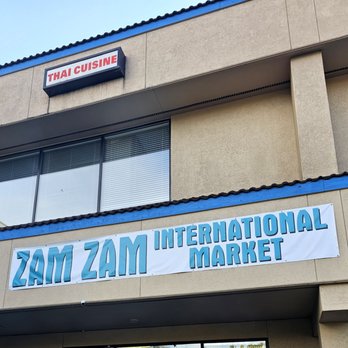 THAI CUISINE
ZAM ZAM INTERNATIONAL
MARKET